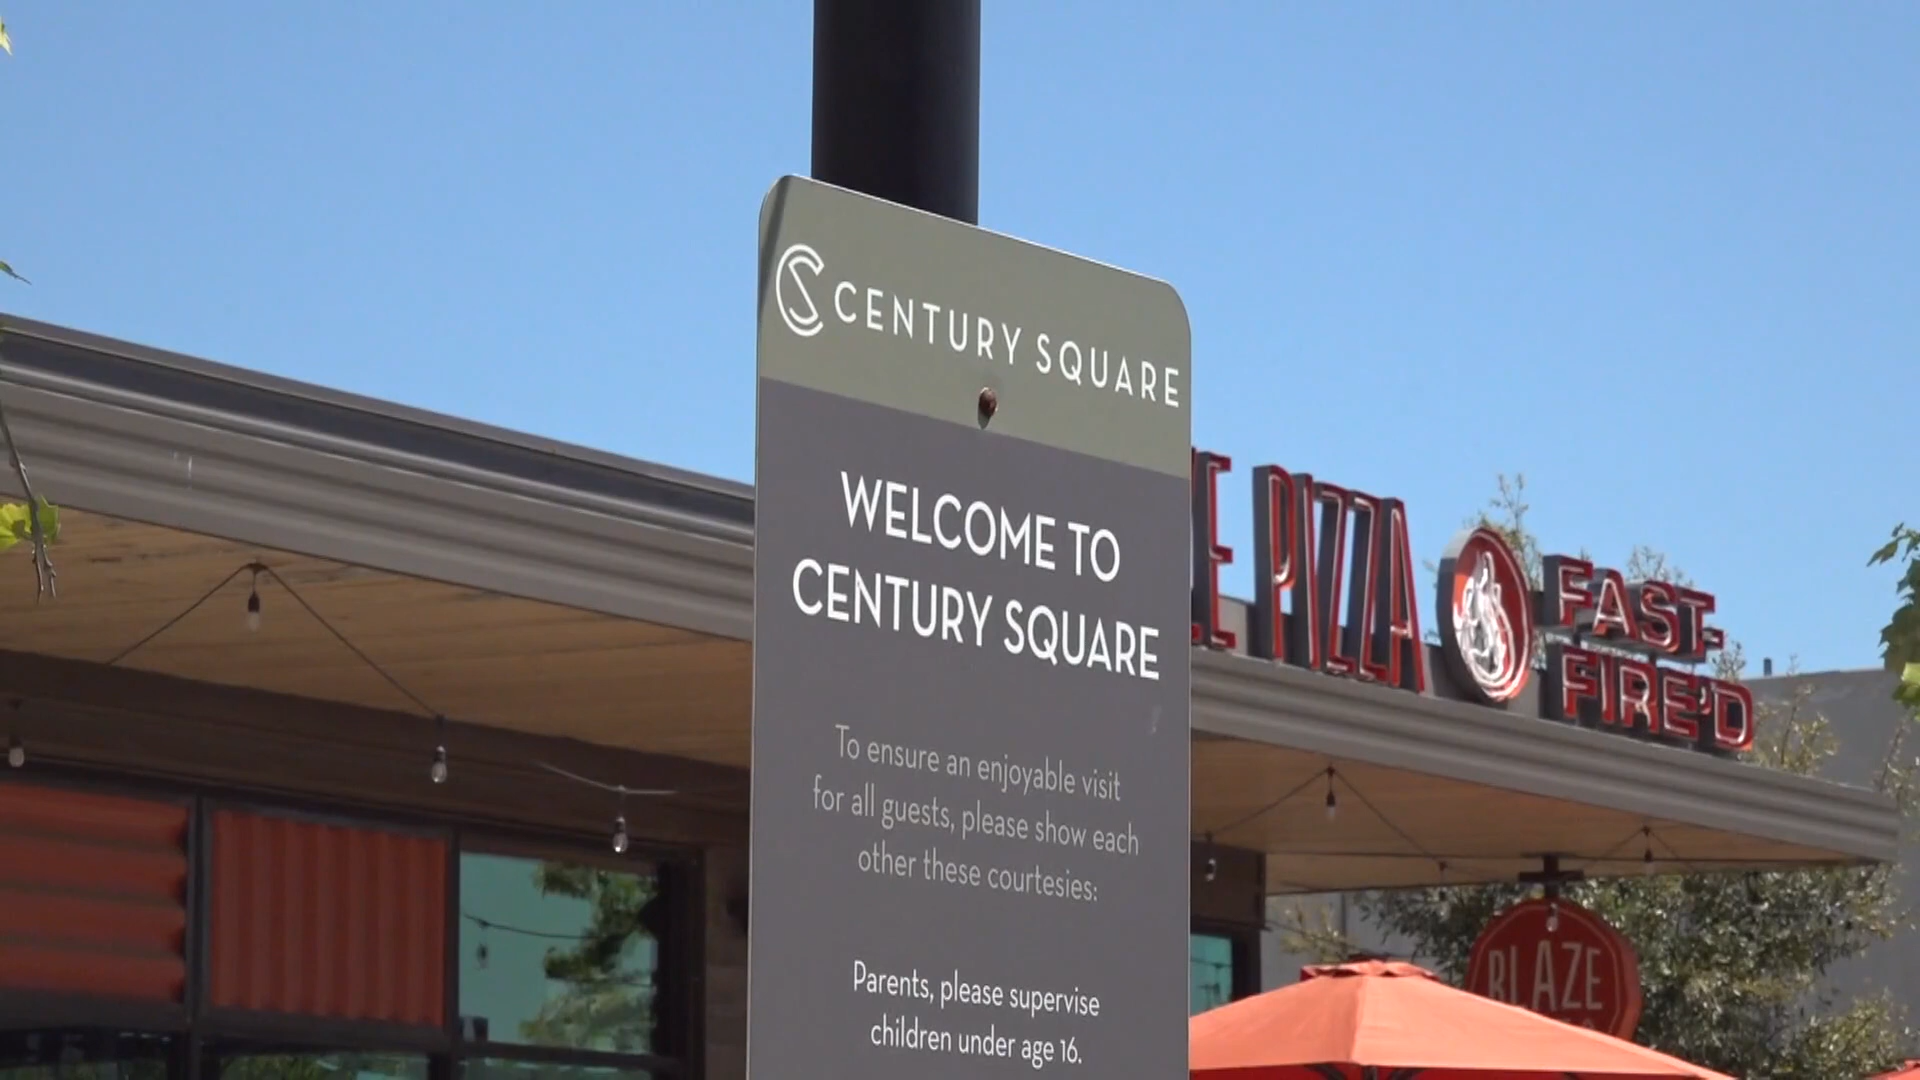 CENTURY SQUARE
WELCOME TO
CENTURY SQUARE
To ensure an enjoyable visit
for all guests, please show each
other these courtesies:
Parents, please supervise
children under age 16.
PIZZA
FAST-
FIRE'D
BLAZE